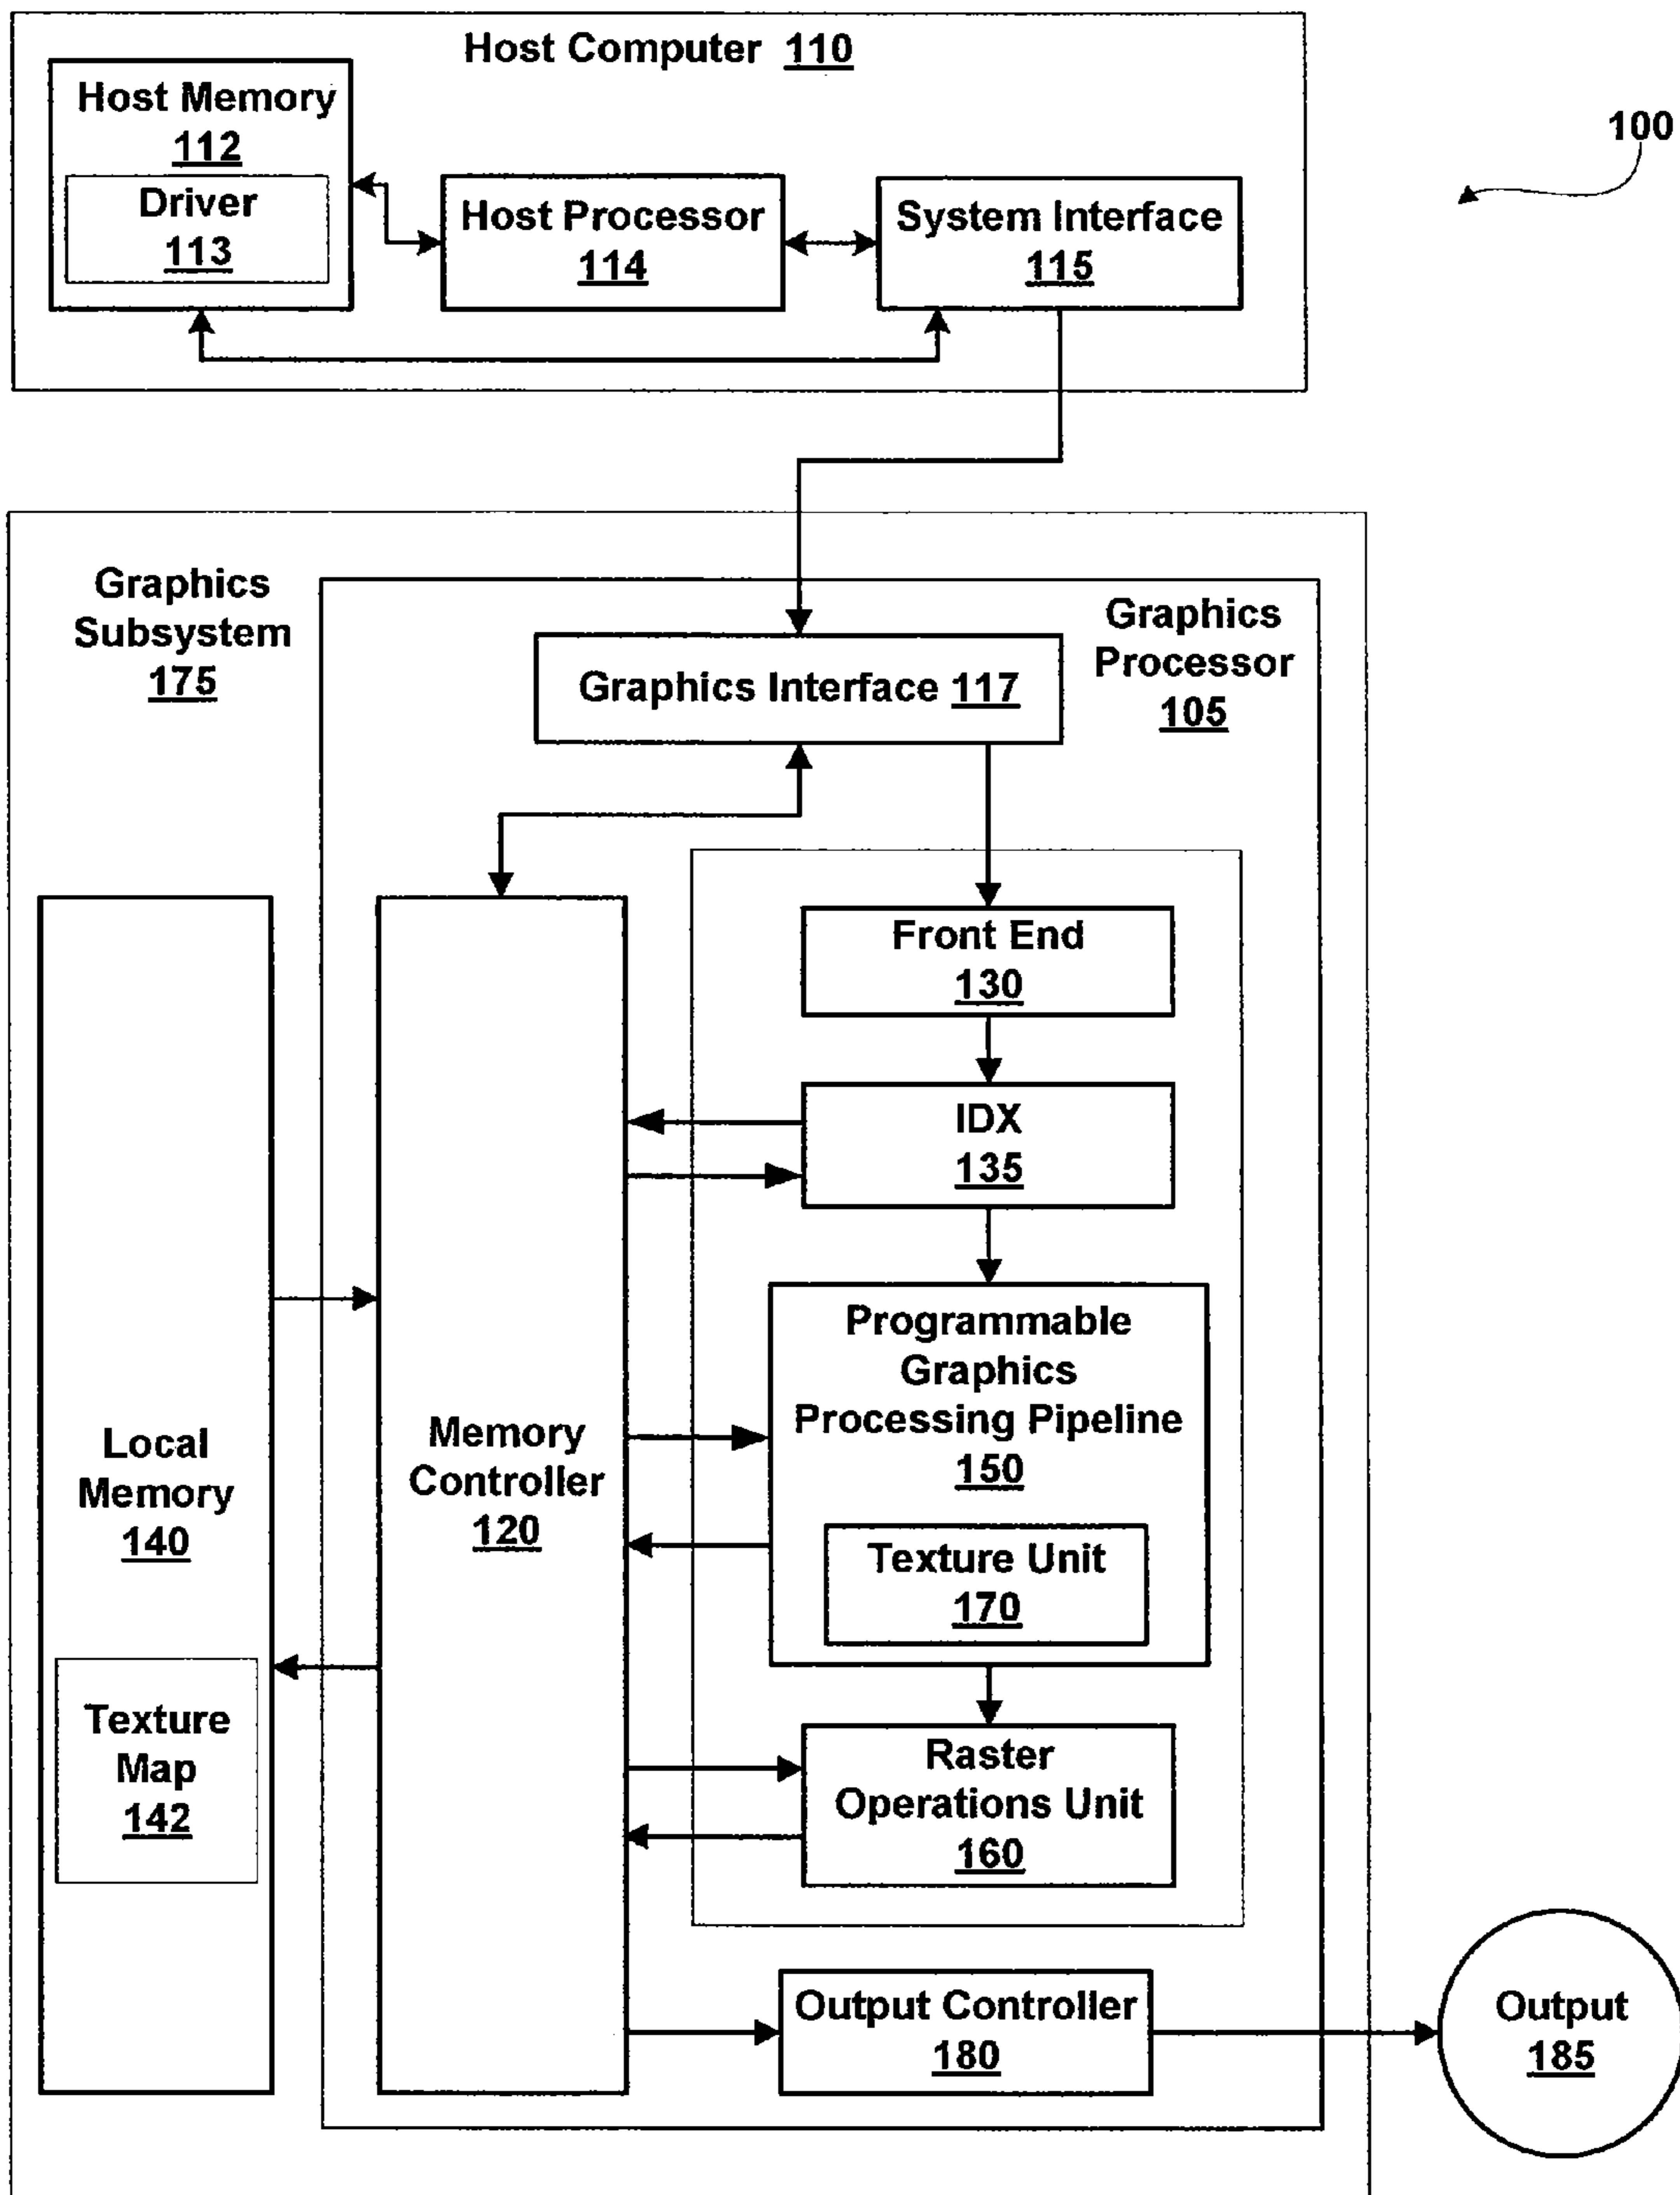 Host Computer 110
Host Memory
112
Driver
113
Host Processor
114
System Interface
115
100
Graphics
Subsystem
175
Graphics
Processor
105
Graphics Interface 117
Front End
130
IDX
135
Programmable
Graphics
Processing Pipeline
150
Texture Unit
170
Local
Memory
140
Memory
Controller
120
Texture
Map
142
Raster
Operations Unit
160
Output Controller
180
Output
185